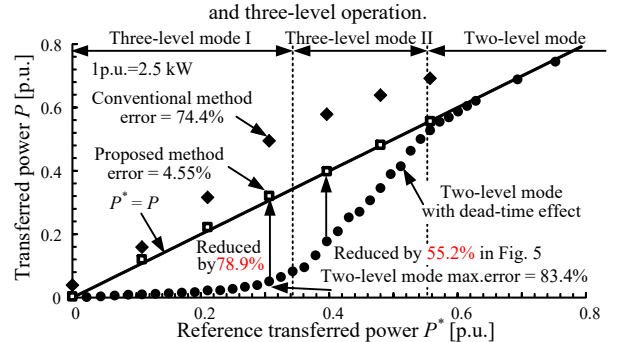 and three-level operation.
Three-level mode I
Three-level mode II
Two-level mode
1p.u.=2.5 kW
Conventional method
error = 74.4%
Proposed method
error = 4.55%
P* = P
Two-level mode
with dead-time effect
Reduced
by78.9%
Reduced by 55.2% in Fig. 5
Two-level mode max.error = 83.4%
Transferred power P [p.u.]
0.8
0.6
0.4
0.2
0
0 0.2 0.4 0.6 0.8
Reference transferred power P* [p.u.]